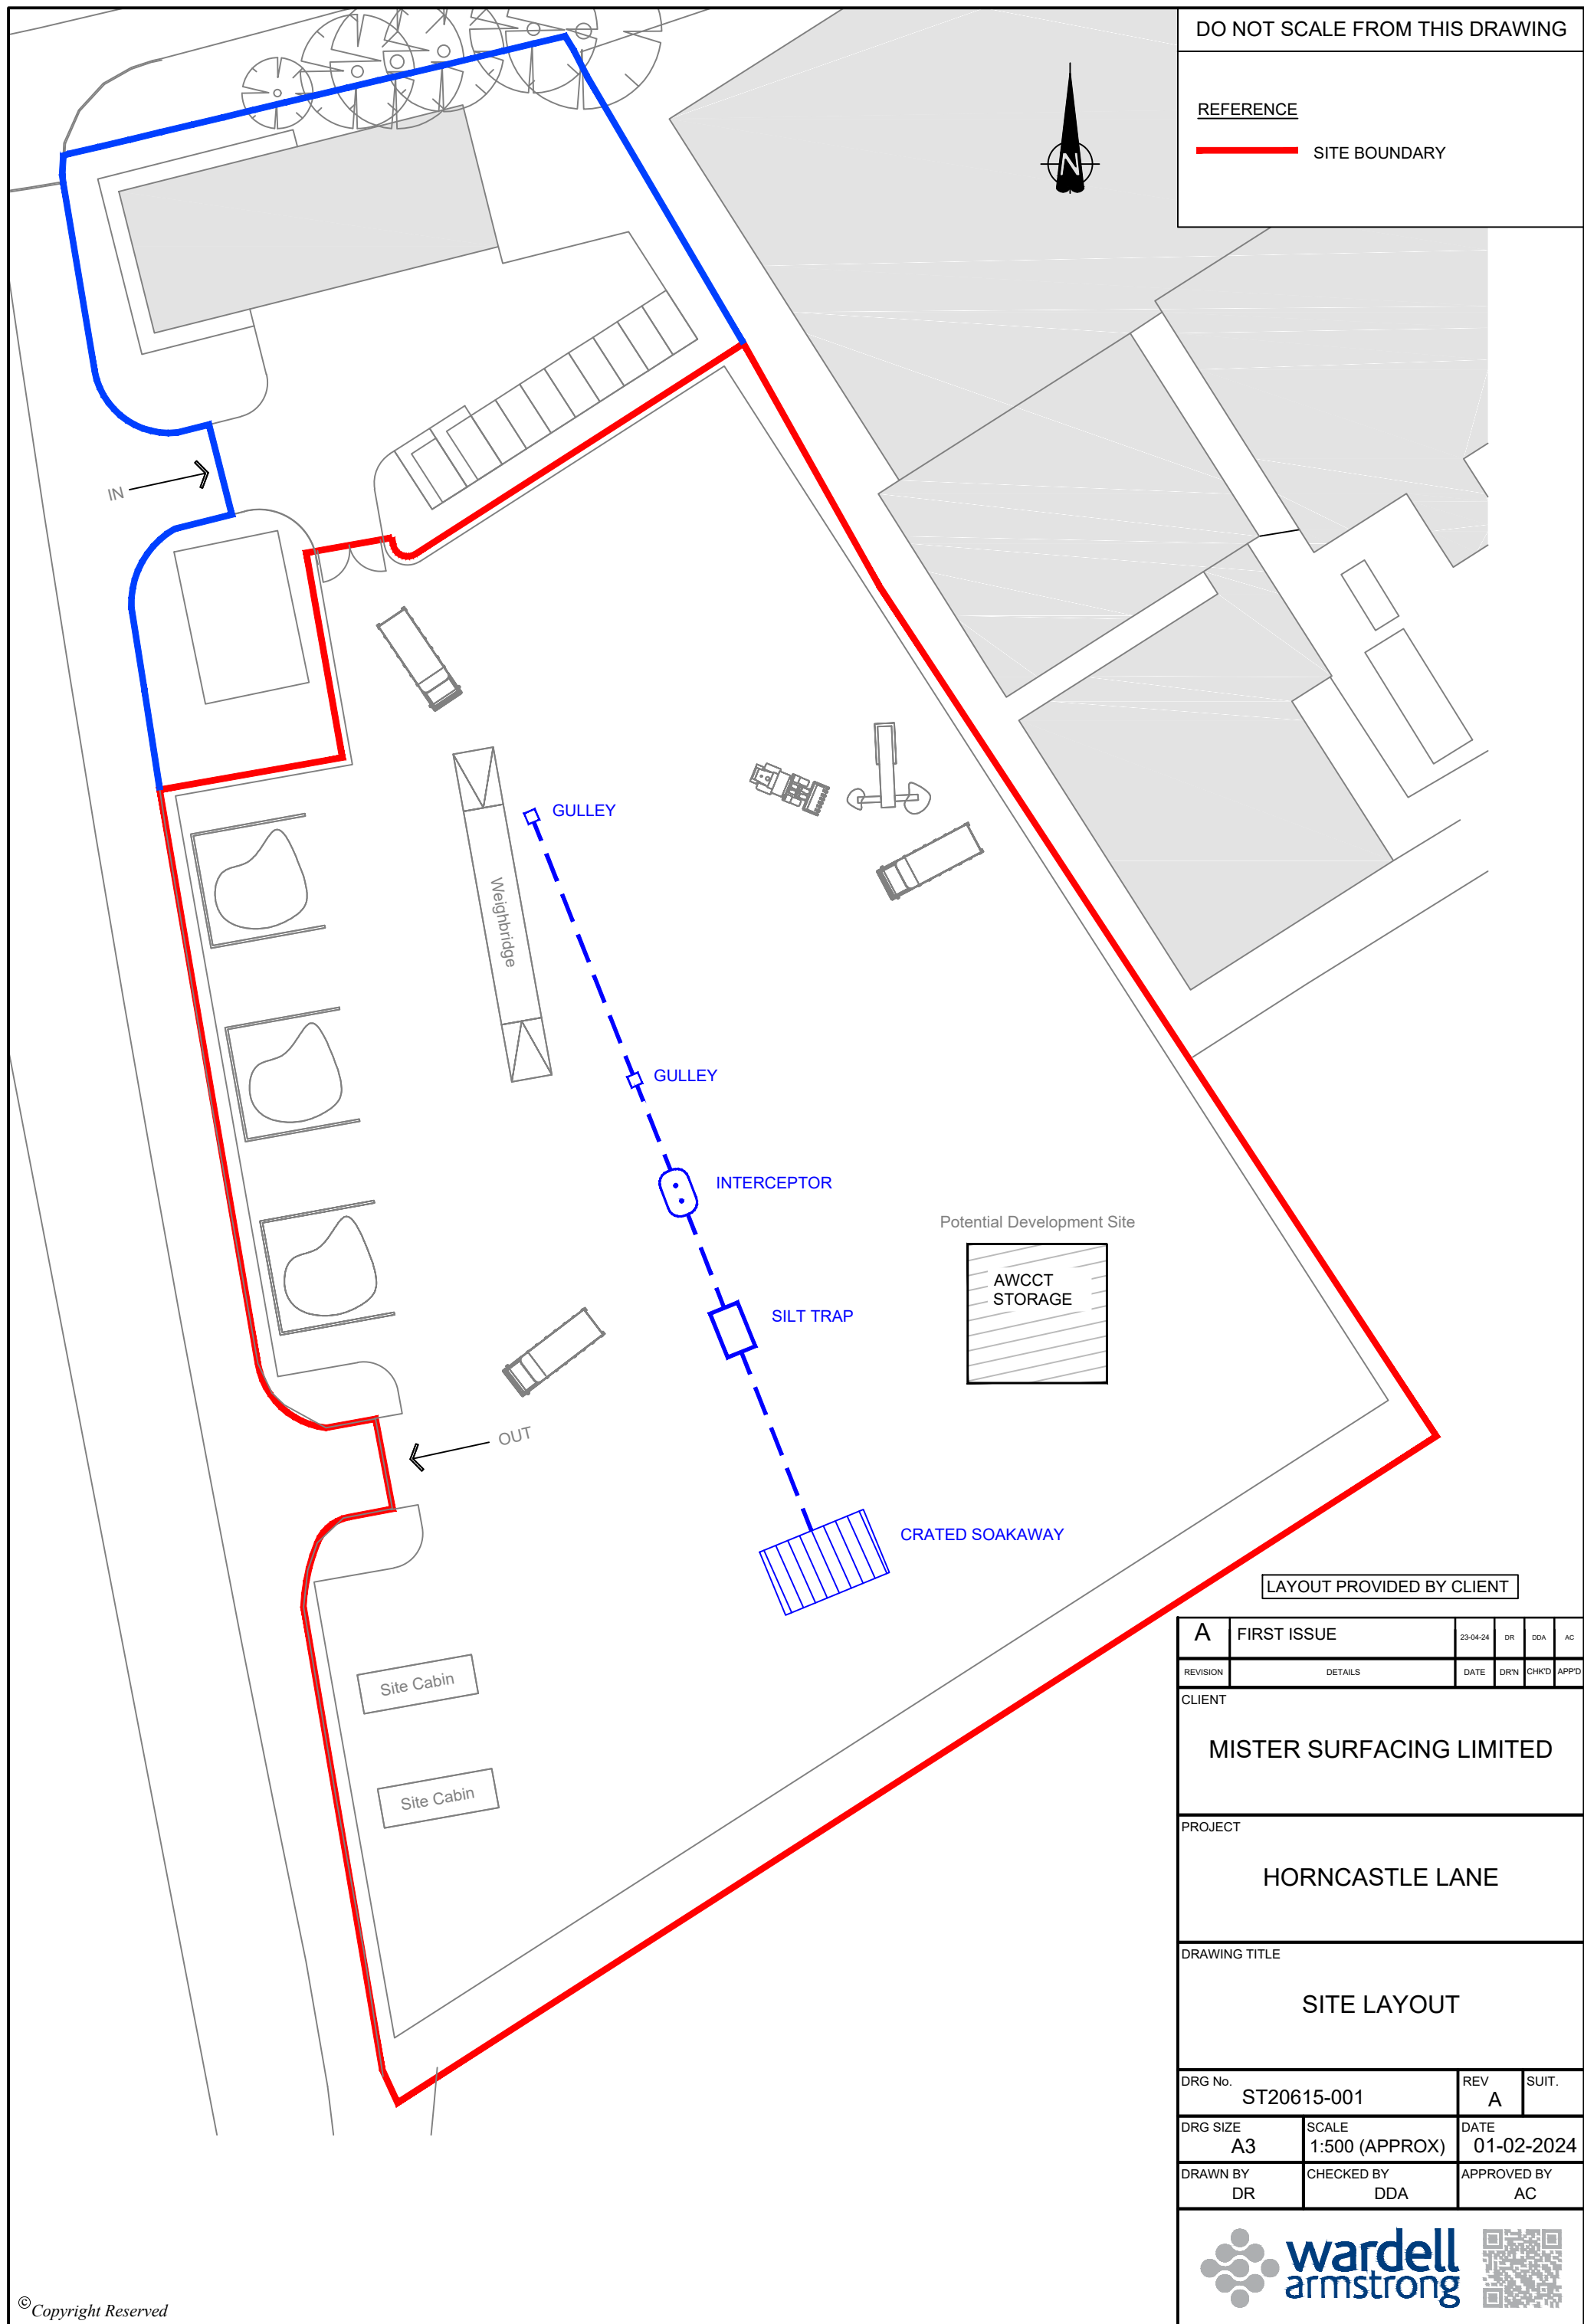 DO NOT SCALE FROM THIS DRAWING
REFERENCE
SITE BOUNDARY
N
IN
GULLEY
Weighbridge
GULLEY
INTERCEPTOR
Potential Development Site
AWCCT
STORAGE
SILT TRAP
OUT
CRATED SOAKAWAY
Site Cabin
Site Cabin
LAYOUT PROVIDED BY CLIENT
A FIRST ISSUE 23-04-24 DR DDA AC
REVISION DETAILS DATE DR'N CHK'D APP'D
CLIENT
MISTER SURFACING LIMITED
PROJECT
HORNCASTLE LANE
DRAWING TITLE
SITE LAYOUT
DRG No. REV SUIT.
ST20615-001 A
DRG SIZE SCALE DATE
A3 1:500 (APPROX) 01-02-2024
DRAWN BY CHECKED BY APPROVED BY
DR DDA AC
wardell
armstrong
© Copyright Reserved